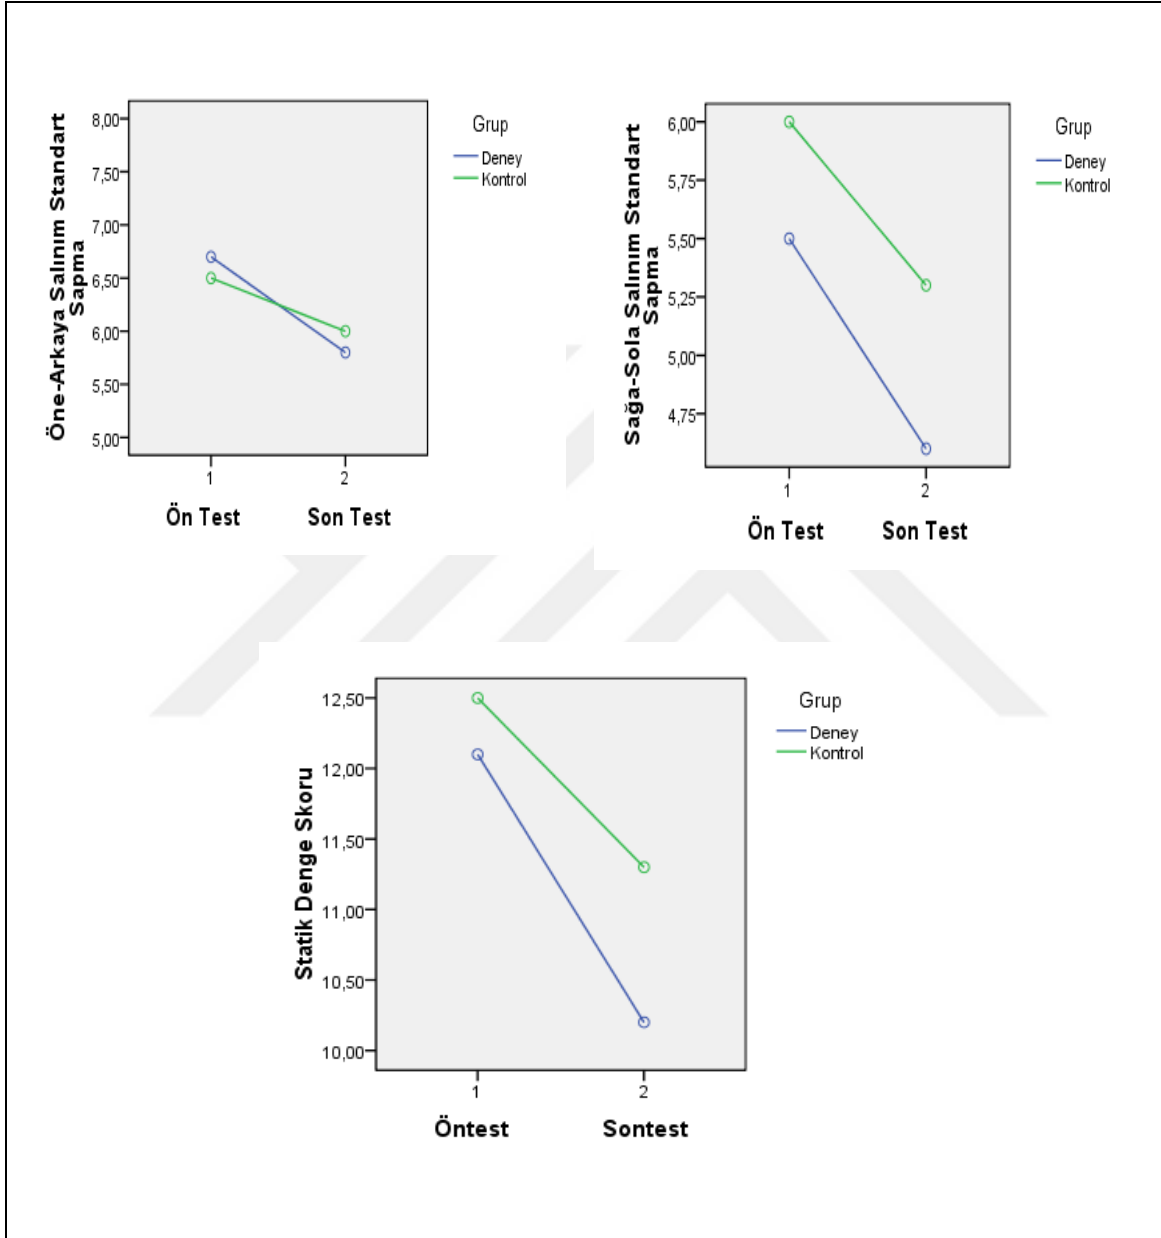 Öne-Arkaya Salınım Standart
Sapma
8,00
7,50
7,00
6,50
6,00
5,50
5,00
1
2
Ön Test
Son Test
Grup
Deney
Kontrol
Sağa-Sola Salınım Standart
Sapma
6,00
5,75
5,50
5,25
5,00
4,75
1
2
Ön Test
Son Test
Grup
Deney
Kontrol
Statik Denge Skoru
12,50
12,00
11,50
11,00
10,50
10,00
1
2
Öntest
Sontest
Grup
Deney
Kontrol